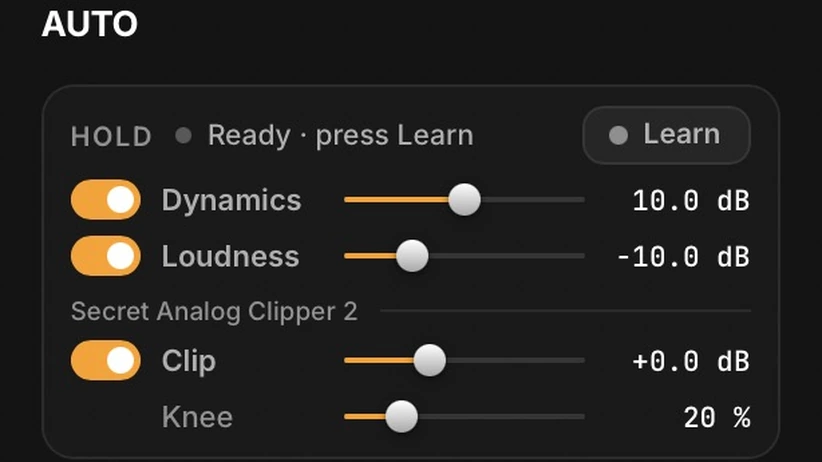 AUTO
HOLD Ready · press Learn Learn
Dynamics 10.0 dB
Loudness -10.0 dB
Secret Analog Clipper 2
Clip +0.0 dB
Knee 20 %